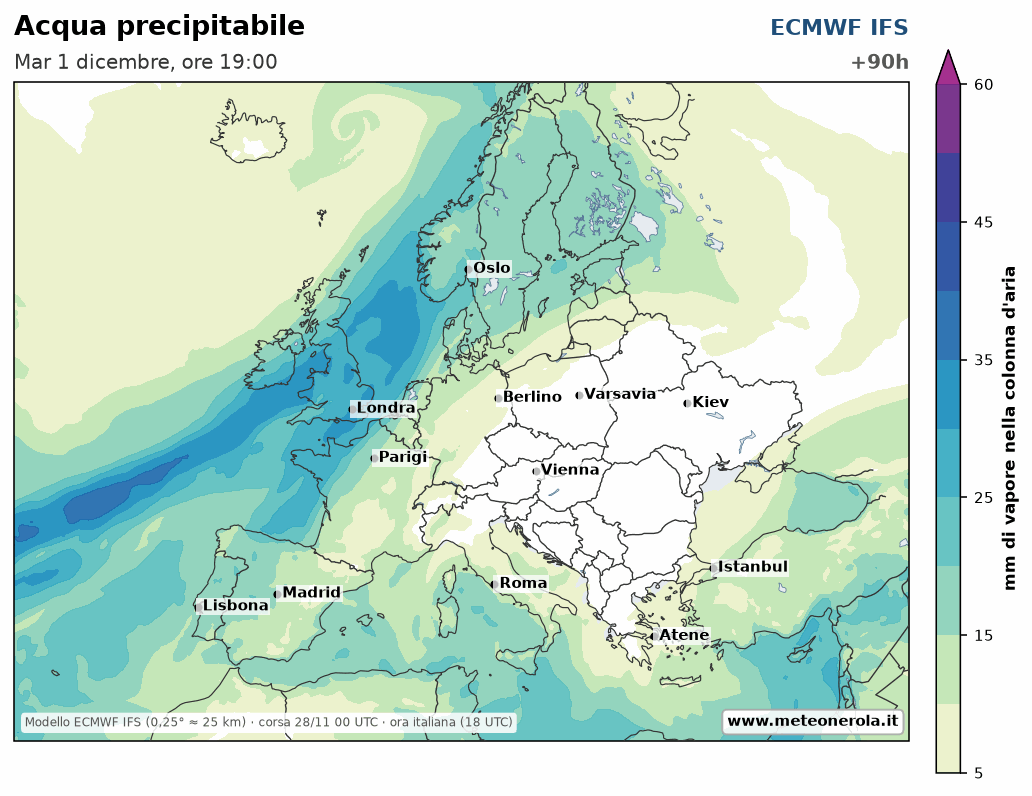 Acqua precipitabile
ECMWF IFS
Mar 1 dicembre, ore 19:00
+90h
60
45
35
25
15
5
mm di vapore nella colonna d'aria
Oslo
Londra
Berlino
Varsavia
Kiev
Parigi
Vienna
Istanbul
Roma
Madrid
Lisbona
Atene
Modello ECMWF IFS (0,25° ≈ 25 km) · corsa 28/11 00 UTC · ora italiana (18 UTC)
www.meteonerola.it